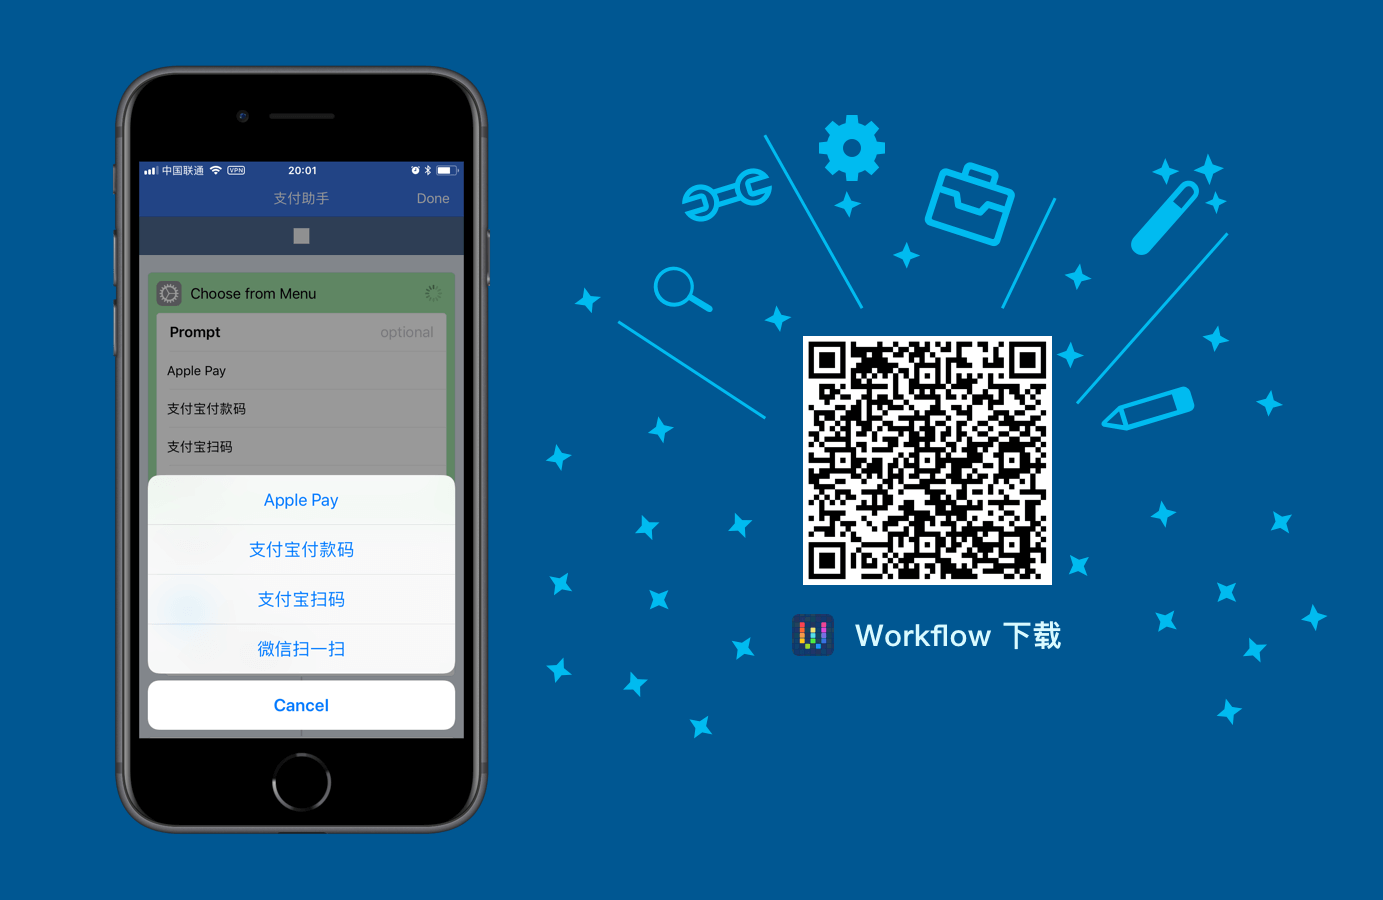 中国联通 VPN 20:01
支付助手 Done
Choose from Menu
Prompt optional
Apple Pay
支付宝付款码
支付宝扫码
Apple Pay
支付宝付款码
支付宝扫码
微信扫一扫
Cancel
Workflow 下载